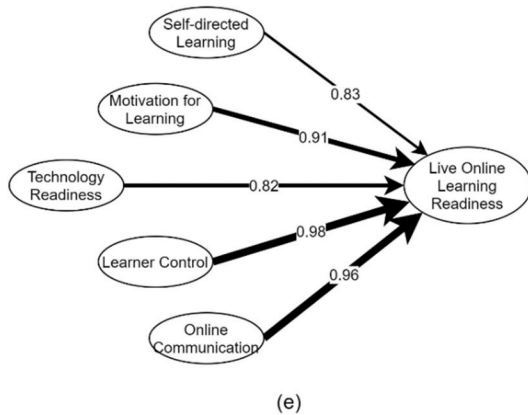 Self-directed
Learning
0.83
Motivation for
Learning
0.91
Technology
Readiness
0.82
Live Online
Learning
Readiness
Learner Control
0.98
Online
Communication
0.96
(e)